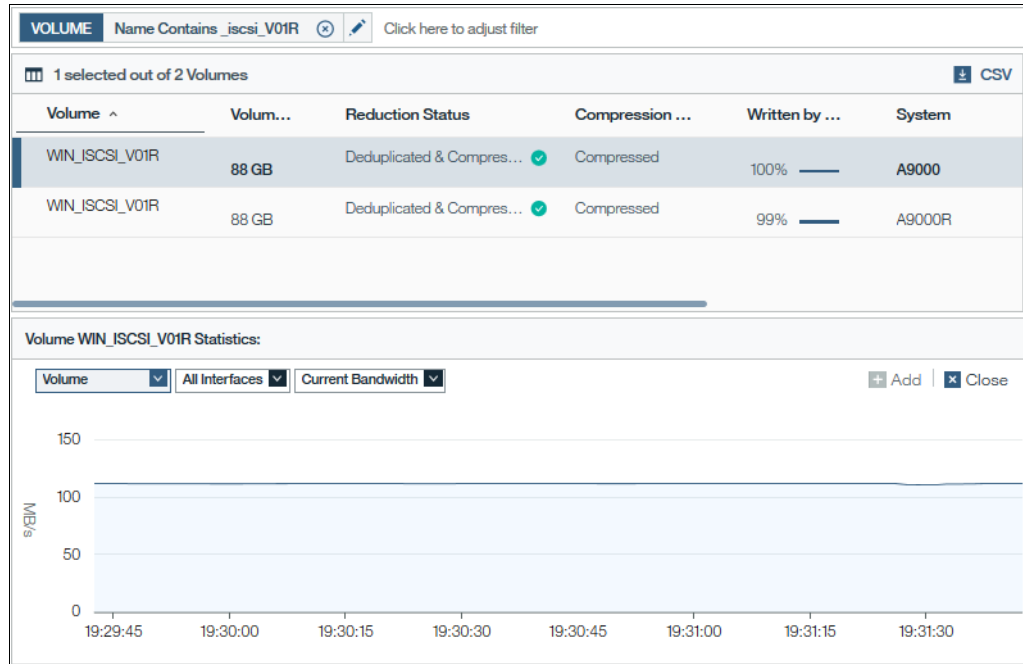 VOLUME Name Contains _iscsi_V01R Click here to adjust filter
1 selected out of 2 Volumes CSV
Volume Volum... Reduction Status Compression ... Written by ... System
WIN_ISCSI_V01R 88 GB Deduplicated & Compres... Compressed 100% A9000
WIN_ISCSI_V01R 88 GB Deduplicated & Compres... Compressed 99% A9000R
Volume WIN_ISCSI_V01R Statistics:
Volume All Interfaces Current Bandwidth Add Close
150
100
50
0
MB/s
19:29:45 19:30:00 19:30:15 19:30:30 19:30:45 19:31:00 19:31:15 19:31:30